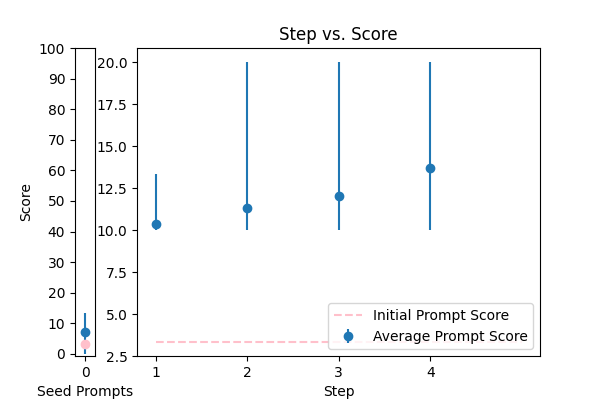 Step vs. Score
Score
100
90
80
70
60
50
40
30
20
10
0
0
Seed Prompts
20.0
17.5
15.0
12.5
10.0
7.5
5.0
2.5
1 2 3 4
Step
Initial Prompt Score
Average Prompt Score